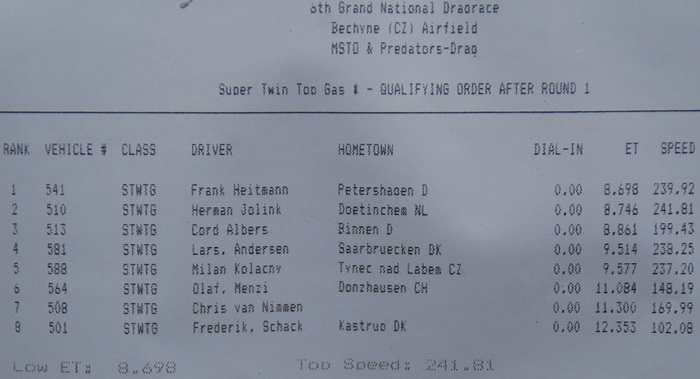 6th Grand National Dragrace
Bechyne (CZ) Airfield
MSTO & Predators-Drag
Super Twin Top Gas * - QUALIFYING ORDER AFTER ROUND 1
RANK VEHICLE # CLASS DRIVER HOMETOWN DIAL-IN ET SPEED
1 541 STWTG Frank Heitmann Petershagen D 0.00 8.698 239.92
2 510 STWTG Herman Jolink Doetinchem NL 0.00 8.746 241.81
3 513 STWTG Cord Albers Binnen D 0.00 8.861 199.43
4 581 STWTG Lars. Andersen Saarbruecken DK 0.00 9.514 238.25
5 588 STWTG Milan Kolacny Tynec nad Labem CZ 0.00 9.577 237.20
6 564 STWTG Olaf. Menzi Donzhausen CH 0.00 11.084 148.19
7 508 STWTG Chris van Nimmen 0.00 11.300 169.99
8 501 STWTG Frederik. Schack Kastrup DK 0.00 12.353 102.08
Low ET: 8.698 Top Speed: 241.81